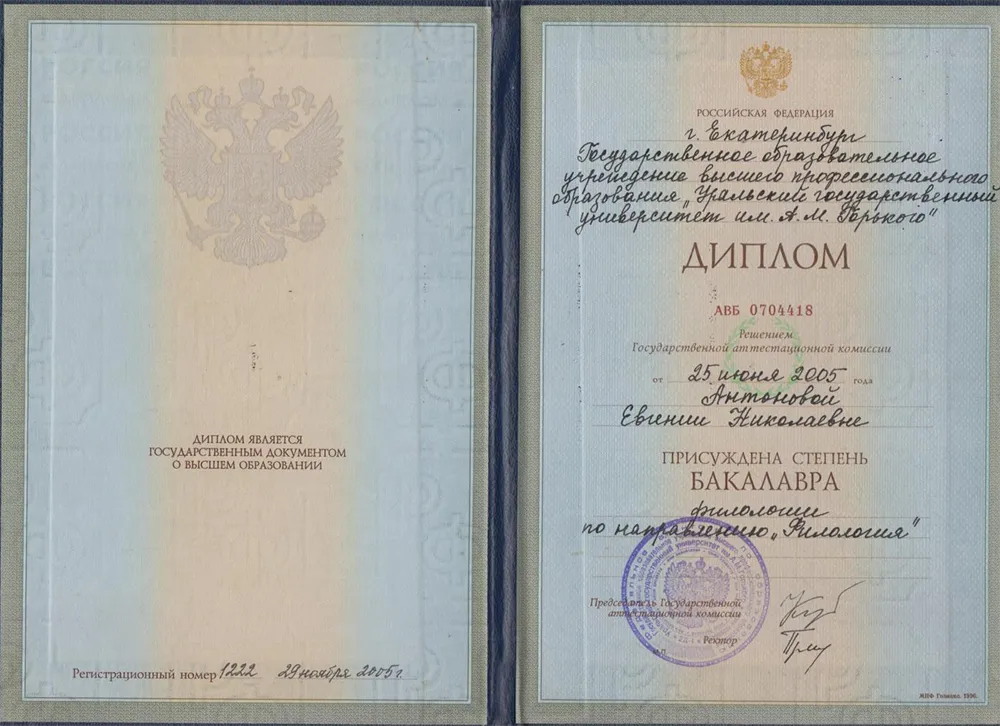 ДИПЛОМ ЯВЛЯЕТСЯ
ГОСУДАРСТВЕННЫМ ДОКУМЕНТОМ
О ВЫСШЕМ ОБРАЗОВАНИИ
Регистрационный номер 1222 29 ноября 2005 г.
РОССИЙСКАЯ ФЕДЕРАЦИЯ
г. Екатеринбург
Государственное образовательное
учреждение высшего профессионального
образования „Уральский государственный
университет им. А.М. Горького"
ДИПЛОМ
АВБ 0704418
Решением
Государственной аттестационной комиссии
от 25 июня 2005 года
Антоновой
Евгении Николаевне
ПРИСУЖДЕНА СТЕПЕНЬ
БАКАЛАВРА
филологии
по направлению „Филология"
Председатель Государственной
аттестационной комиссии
Ректор
М.П.